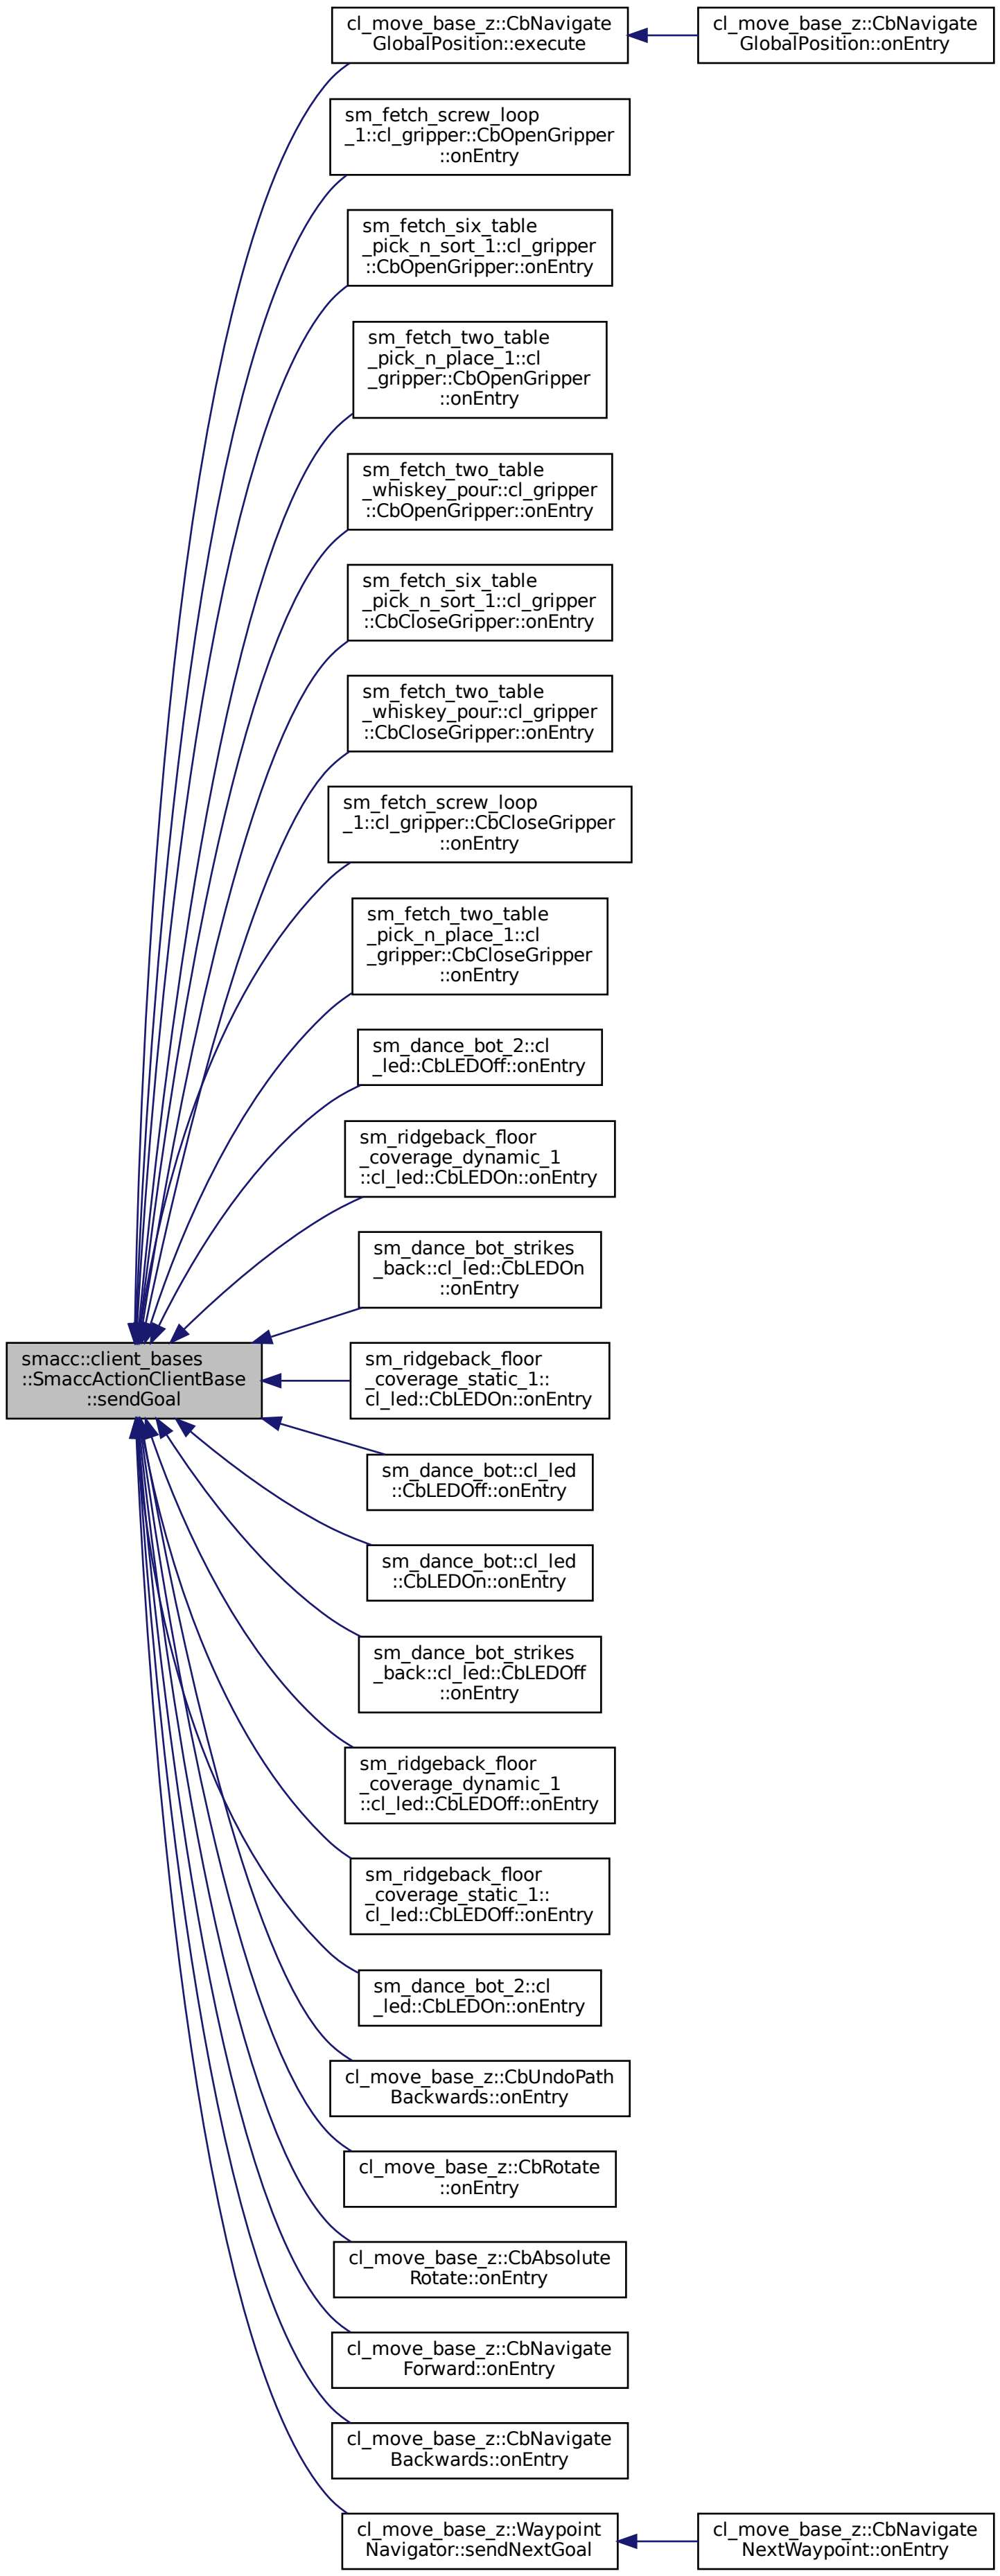 cl_move_base_z::CbNavigate
GlobalPosition::execute
cl_move_base_z::CbNavigate
GlobalPosition::onEntry
sm_fetch_screw_loop
_1::cl_gripper::CbOpenGripper
::onEntry
sm_fetch_six_table
_pick_n_sort_1::cl_gripper
::CbOpenGripper::onEntry
sm_fetch_two_table
_pick_n_place_1::cl
_gripper::CbOpenGripper
::onEntry
sm_fetch_two_table
_whiskey_pour::cl_gripper
::CbOpenGripper::onEntry
sm_fetch_six_table
_pick_n_sort_1::cl_gripper
::CbCloseGripper::onEntry
sm_fetch_two_table
_whiskey_pour::cl_gripper
::CbCloseGripper::onEntry
sm_fetch_screw_loop
_1::cl_gripper::CbCloseGripper
::onEntry
sm_fetch_two_table
_pick_n_place_1::cl
_gripper::CbCloseGripper
::onEntry
sm_dance_bot_2::cl
_led::CbLEDOff::onEntry
sm_ridgeback_floor
_coverage_dynamic_1
::cl_led::CbLEDOn::onEntry
sm_dance_bot_strikes
_back::cl_led::CbLEDOn
::onEntry
smacc::client_bases
::SmaccActionClientBase
::sendGoal
sm_ridgeback_floor
_coverage_static_1::
cl_led::CbLEDOn::onEntry
sm_dance_bot::cl_led
::CbLEDOff::onEntry
sm_dance_bot::cl_led
::CbLEDOn::onEntry
sm_dance_bot_strikes
_back::cl_led::CbLEDOff
::onEntry
sm_ridgeback_floor
_coverage_dynamic_1
::cl_led::CbLEDOff::onEntry
sm_ridgeback_floor
_coverage_static_1::
cl_led::CbLEDOff::onEntry
sm_dance_bot_2::cl
_led::CbLEDOn::onEntry
cl_move_base_z::CbUndoPath
Backwards::onEntry
cl_move_base_z::CbRotate
::onEntry
cl_move_base_z::CbAbsolute
Rotate::onEntry
cl_move_base_z::CbNavigate
Forward::onEntry
cl_move_base_z::CbNavigate
Backwards::onEntry
cl_move_base_z::Waypoint
Navigator::sendNextGoal
cl_move_base_z::CbNavigate
NextWaypoint::onEntry